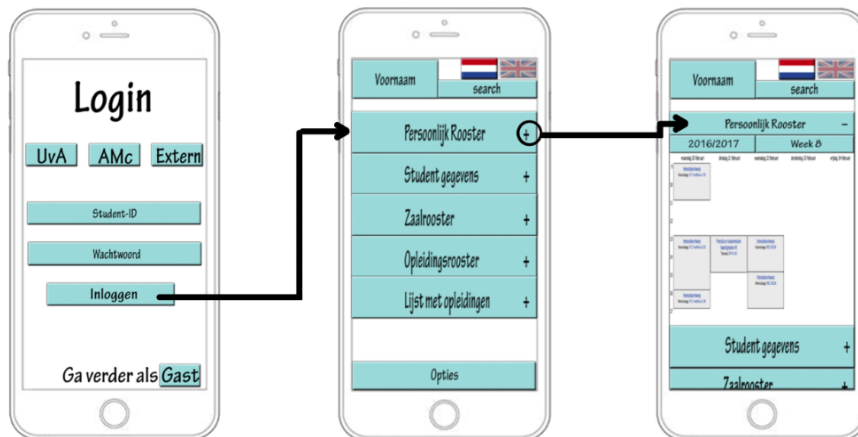 Login
UvA AMc Extern
Student-ID
Wachtwoord
Inloggen
Ga verder als Gast
Voornaam
search
Persoonlijk Rooster +
Student gegevens +
Zaalrooster +
Opleidingsrooster +
Lijst met opleidingen +
Opties
Voornaam
search
Persoonlijk Rooster -
2016/2017 Week 8
Student gegevens +
Zaalrooster +